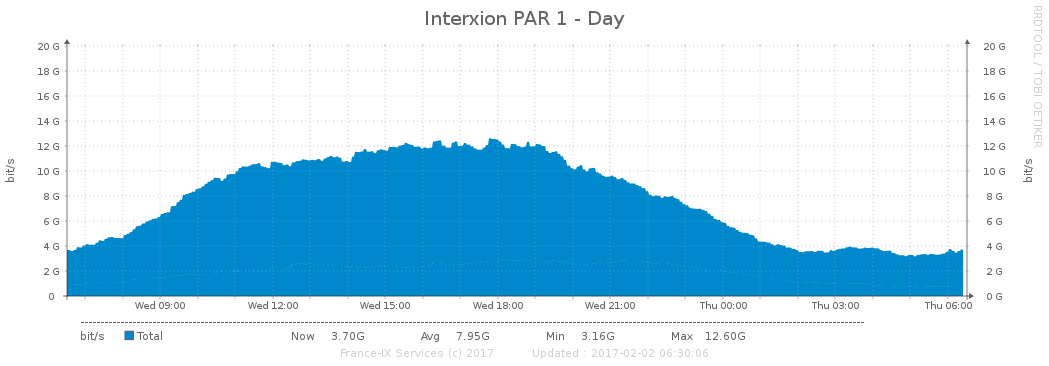 Interxion PAR 1 - Day
RRDTOOL / TOBI OETIKER
bit/s
20 G
18 G
16 G
14 G
12 G
10 G
8 G
6 G
4 G
2 G
0
20 G
18 G
16 G
14 G
12 G
10 G
8 G
6 G
4 G
2 G
0 G
bit/s
Wed 09:00 Wed 12:00 Wed 15:00 Wed 18:00 Wed 21:00 Thu 00:00 Thu 03:00 Thu 06:00
bit/s Total Now 3.70G Avg 7.95G Min 3.16G Max 12.60G
France-IX Services (c) 2017 Updated : 2017-02-02 06:30:06